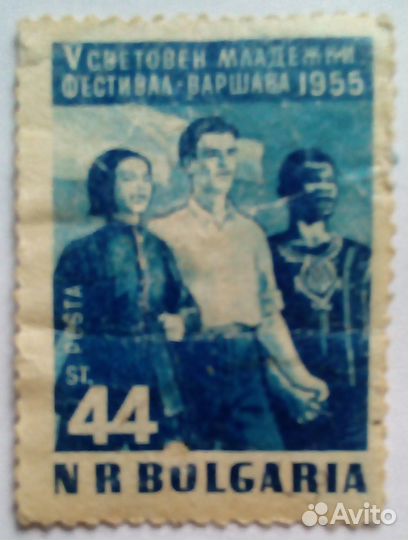 V СВЕТОВЕН МЛАДЕЖКИ
ФЕСТИВАЛ-ВАРШАВА 1955
POSTA
ST. 44
N R BULGARIA
Avito